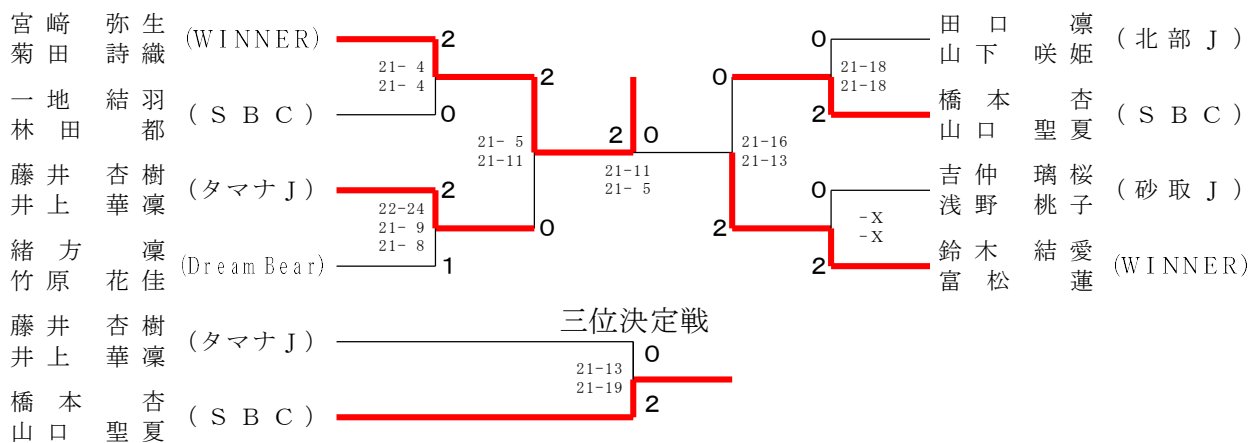 宮﨑 弥生
菊田 詩織
(WINNER)
2
21- 4
21- 4
一地 結羽
林田 都
(SBC)
0
2
21- 5
21-11
藤井 杏樹
井上 華凜
(タマナJ)
2
22-24
21- 9
21- 8
0
緒方 凜
竹原 花佳
(Dream Bear)
1
2 0
21-11
21- 5
田口 凛
山下 咲姫
(北部J)
0
21-18
21-18
橋本 杏
山口 聖夏
(SBC)
2
0
21-16
21-13
吉仲 璃桜
浅野 桃子
(砂取J)
0
-X
-X
2
鈴木 結愛
富松 蓮
(WINNER)
2
三位決定戦
藤井 杏樹
井上 華凜
(タマナJ)
0
21-13
21-19
橋本 杏
山口 聖夏
(SBC)
2